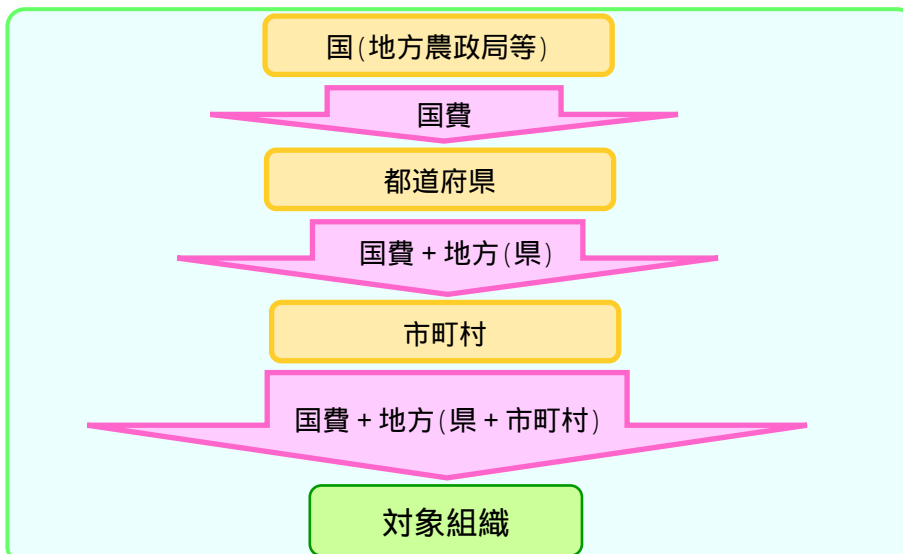 国(地方農政局等)
国費
都道府県
国費+地方(県)
市町村
国費+地方(県+市町村)
対象組織